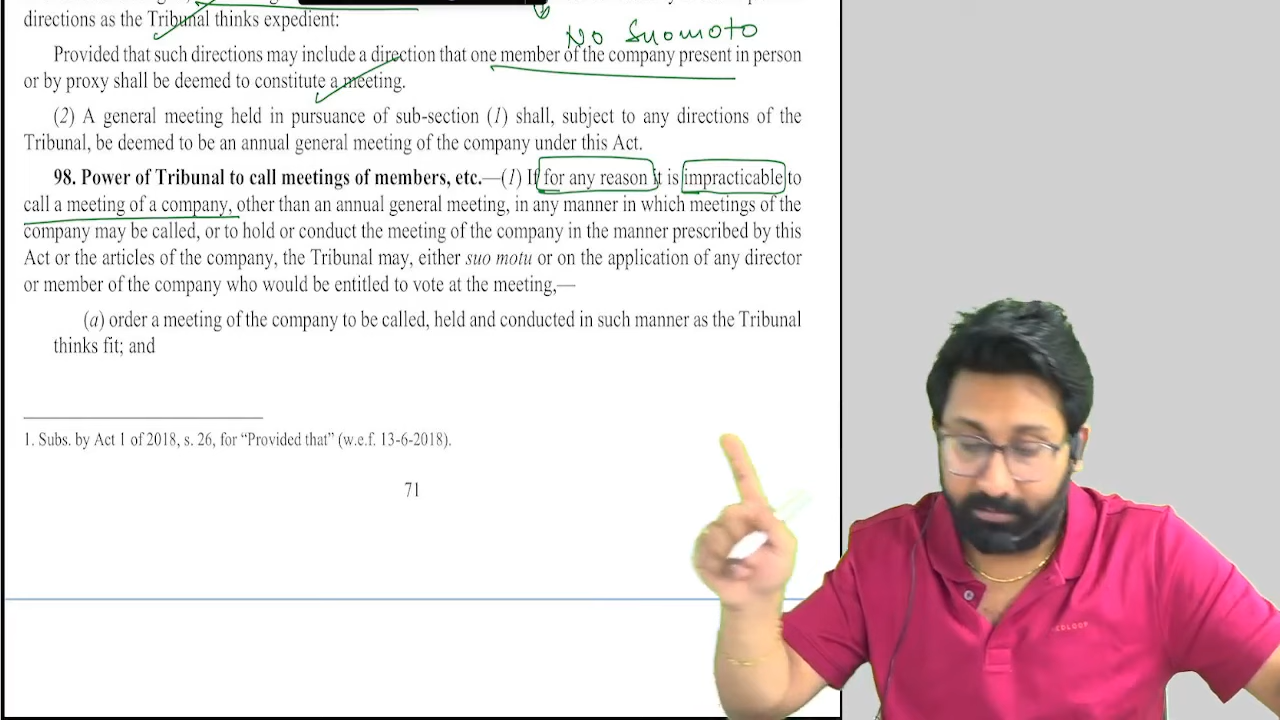 directions as the Tribunal thinks expedient:
No Suomoto
Provided that such directions may include a direction that one member of the company present in person
or by proxy shall be deemed to constitute a meeting.
(2) A general meeting held in pursuance of sub-section (1) shall, subject to any directions of the
Tribunal, be deemed to be an annual general meeting of the company under this Act.
98. Power of Tribunal to call meetings of members, etc.—(1) If for any reason it is impracticable to
call a meeting of a company, other than an annual general meeting, in any manner in which meetings of the
company may be called, or to hold or conduct the meeting of the company in the manner prescribed by this
Act or the articles of the company, the Tribunal may, either suo motu or on the application of any director
or member of the company who would be entitled to vote at the meeting,—
(a) order a meeting of the company to be called, held and conducted in such manner as the Tribunal
thinks fit; and
1. Subs. by Act 1 of 2018, s. 26, for “Provided that” (w.e.f. 13-6-2018).
71